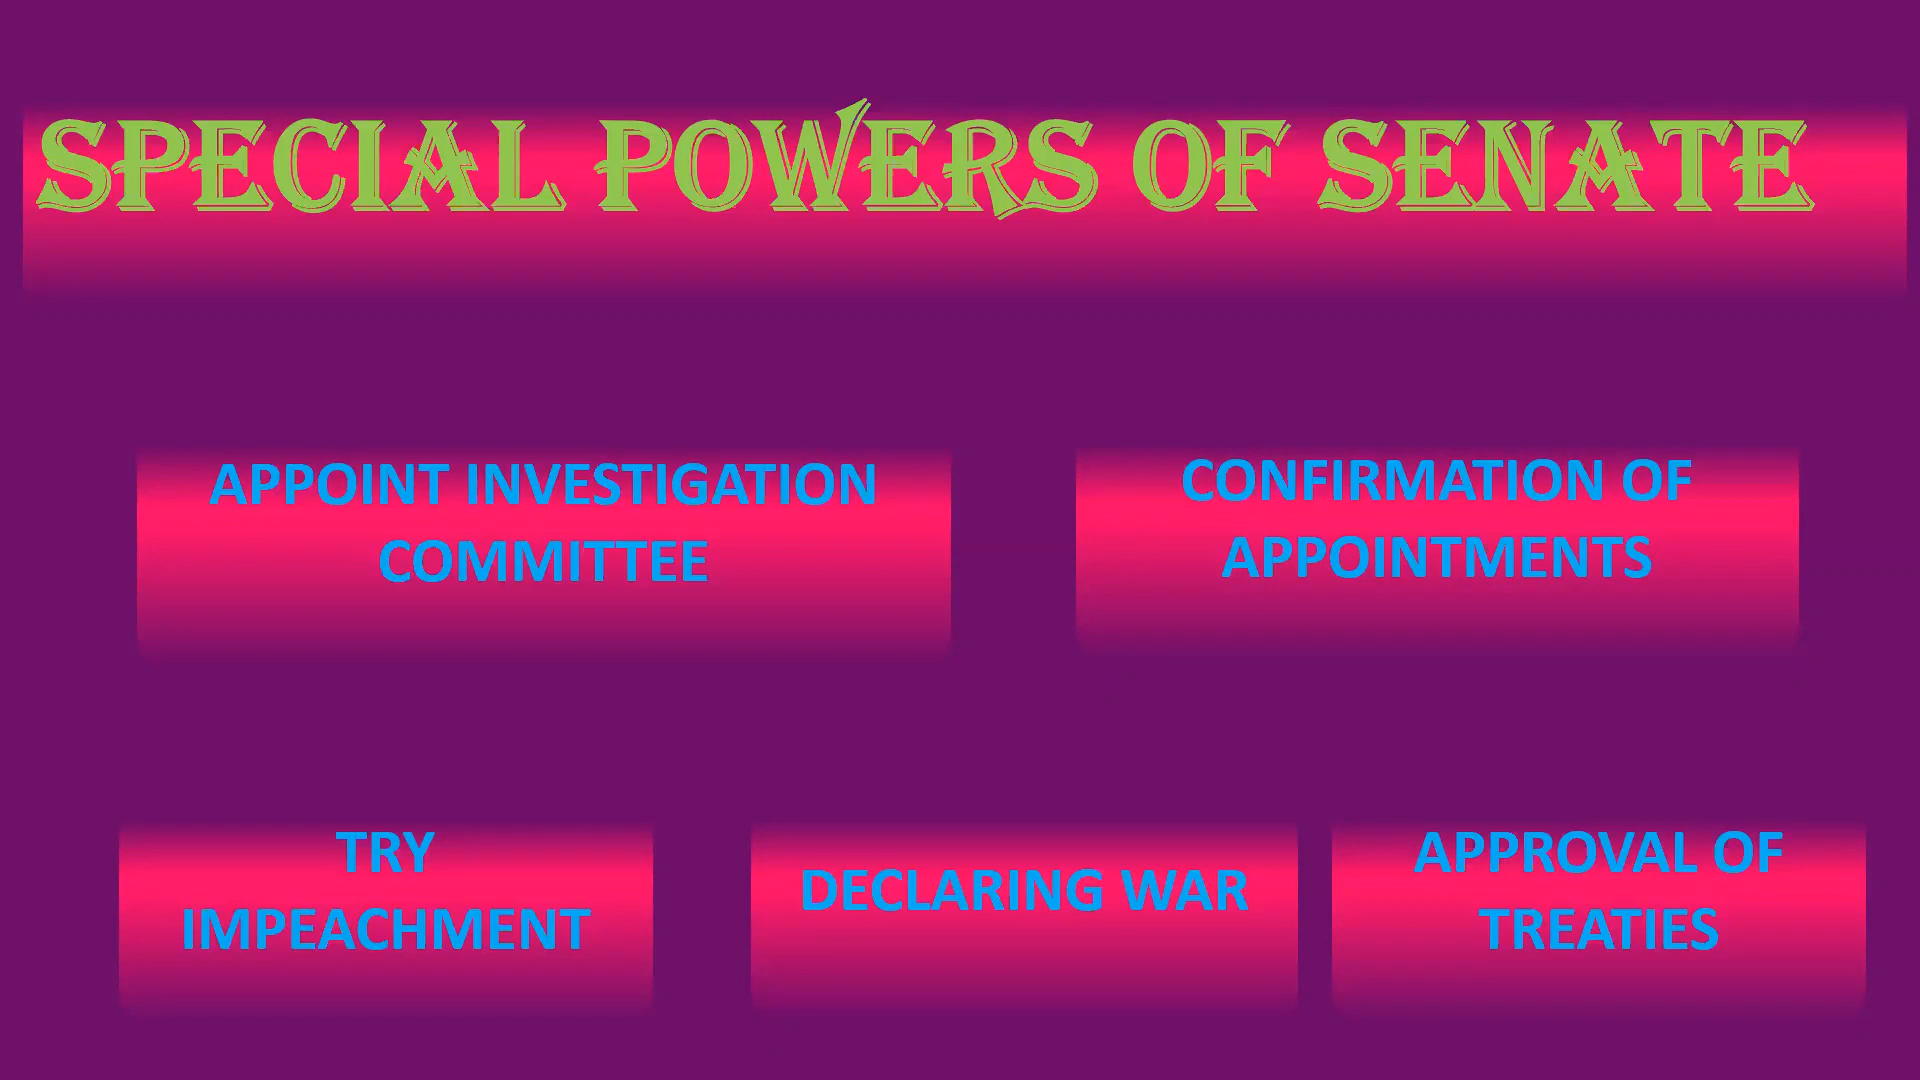 SPECIAL POWERS OF SENATE
APPOINT INVESTIGATION
COMMITTEE
CONFIRMATION OF
APPOINTMENTS
TRY
IMPEACHMENT
DECLARING WAR
APPROVAL OF
TREATIES